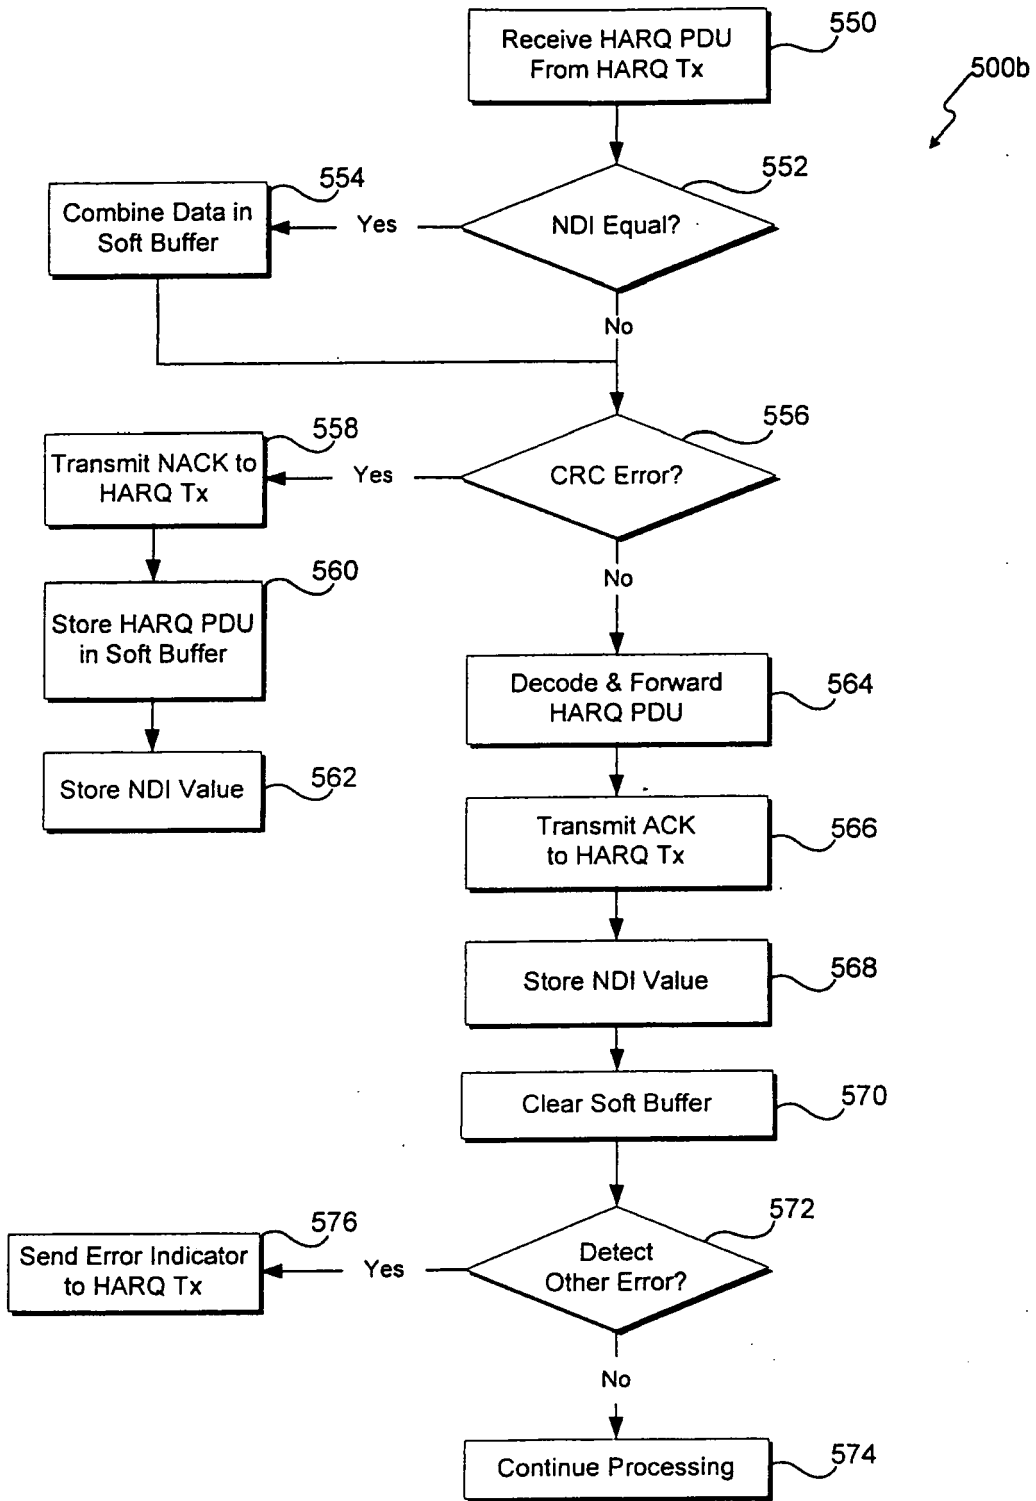 Receive HARQ PDU
From HARQ Tx
550
500b
552
NDI Equal?
554
Combine Data in
Soft Buffer
Yes
No
556
CRC Error?
558
Transmit NACK to
HARQ Tx
Yes
No
560
Store HARQ PDU
in Soft Buffer
562
Store NDI Value
Decode & Forward
HARQ PDU
564
Transmit ACK
to HARQ Tx
566
Store NDI Value
568
Clear Soft Buffer
570
572
Detect
Other Error?
576
Send Error Indicator
to HARQ Tx
Yes
No
Continue Processing
574